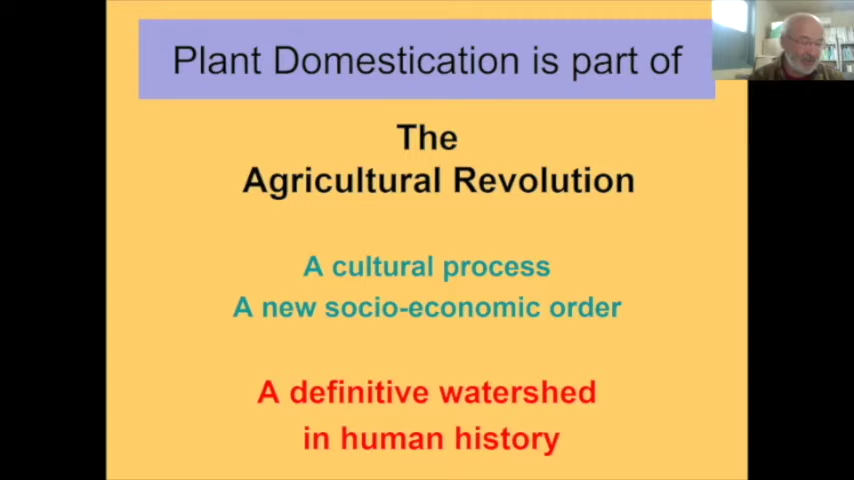 Plant Domestication is part of
The
Agricultural Revolution
A cultural process
A new socio-economic order
A definitive watershed
in human history